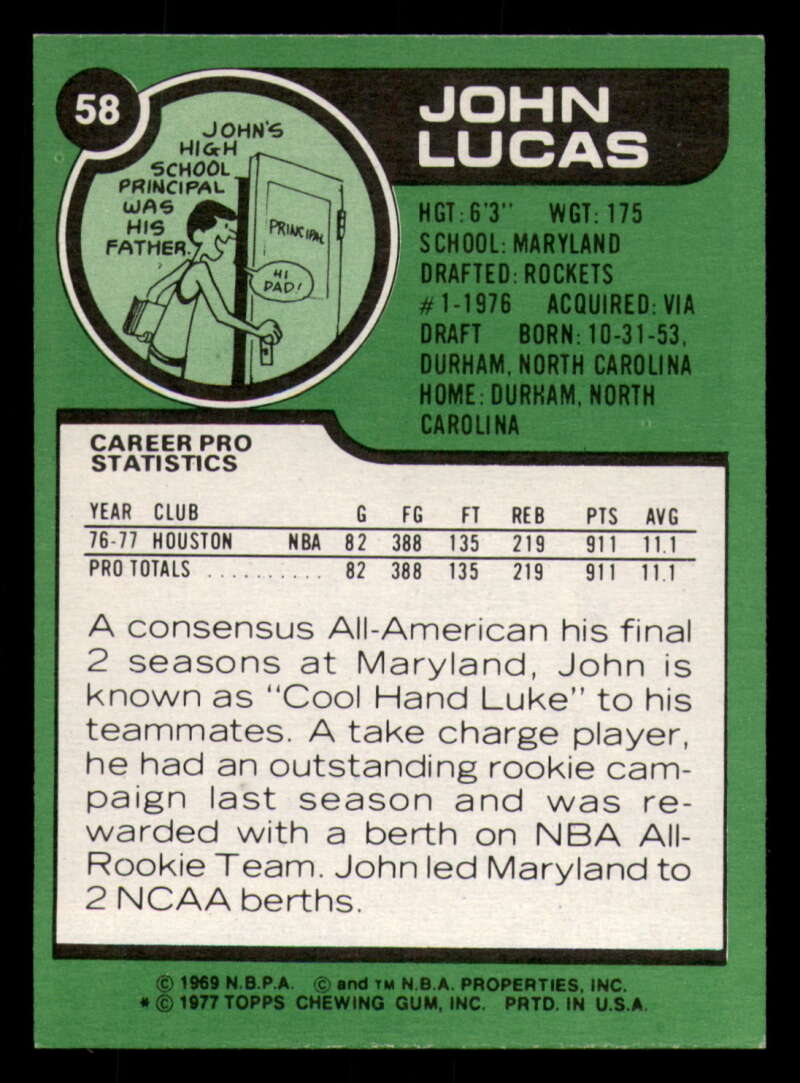 58
JOHN LUCAS
JOHN'S
HIGH
SCHOOL
PRINCIPAL
WAS
HIS
FATHER.
PRINCIPAL
HI
DAD!
HGT: 6'3" WGT: 175
SCHOOL: MARYLAND
DRAFTED: ROCKETS
#1-1976 ACQUIRED: VIA
DRAFT BORN: 10-31-53,
DURHAM, NORTH CAROLINA
HOME: DURHAM, NORTH
CAROLINA
CAREER PRO
STATISTICS
YEAR CLUB G FG FT REB PTS AVG
76-77 HOUSTON NBA 82 388 135 219 911 11.1
PRO TOTALS .......... 82 388 135 219 911 11.1
A consensus All-American his final
2 seasons at Maryland, John is
known as "Cool Hand Luke" to his
teammates. A take charge player,
he had an outstanding rookie cam-
paign last season and was re-
warded with a berth on NBA All-
Rookie Team. John led Maryland to
2 NCAA berths.
© 1969 N.B.P.A. © and TM N.B.A. PROPERTIES, INC.
* © 1977 TOPPS CHEWING GUM, INC. PRTD. IN U.S.A.